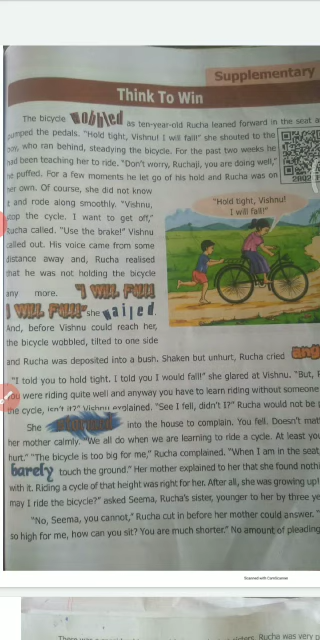 Supplementary
Think To Win
The bicycle wobbled as ten-year-old Rucha leaned forward in the seat a
pumped the pedals. "Hold tight, Vishnu! I will fall!" she shouted to the
boy, who ran behind, steadying the bicycle. For the past two weeks he
had been teaching her to ride. "Don't worry, Ruchaji, you are doing well,"
he puffed. For a few moments he let go of his hold and Rucha was on
her own. Of course, she did not know
it and rode along smoothly. "Vishnu,
stop the cycle. I want to get off,"
Rucha called. "Use the brake!" Vishnu
called out. His voice came from some
distance away and, Rucha realised
that he was not holding the bicycle
any more. "I WILL FALL!
I WILL FALL!" she wailed.
And, before Vishnu could reach her,
the bicycle wobbled, tilted to one side
"Hold tight, Vishnu!
I will fall!"
and Rucha was deposited into a bush. Shaken but unhurt, Rucha cried ang
"I told you to hold tight. I told you I would fall!" she glared at Vishnu. "But,
you were riding quite well and anyway you have to learn riding without someone
the cycle, isn't it?" Vishnu explained. "See I fell, didn't I?" Rucha would not be
She into the house to complain. You fell. Doesn't mat
her mother calmly. "We all do when we are learning to ride a cycle. At least you
hurt." "The bicycle is too big for me," Rucha complained. "When I am in the seat,
barely touch the ground." Her mother explained to her that she found nothi
with it. Riding a cycle of that height was right for her. After all, she was growing up!
may I ride the bicycle?" asked Seema, Rucha's sister, younger to her by three ye
"No, Seema, you cannot," Rucha cut in before her mother could answer. "
so high for me, how can you sit? You are much shorter." No amount of pleading
Scanned with CamScanner
Rucha was very p